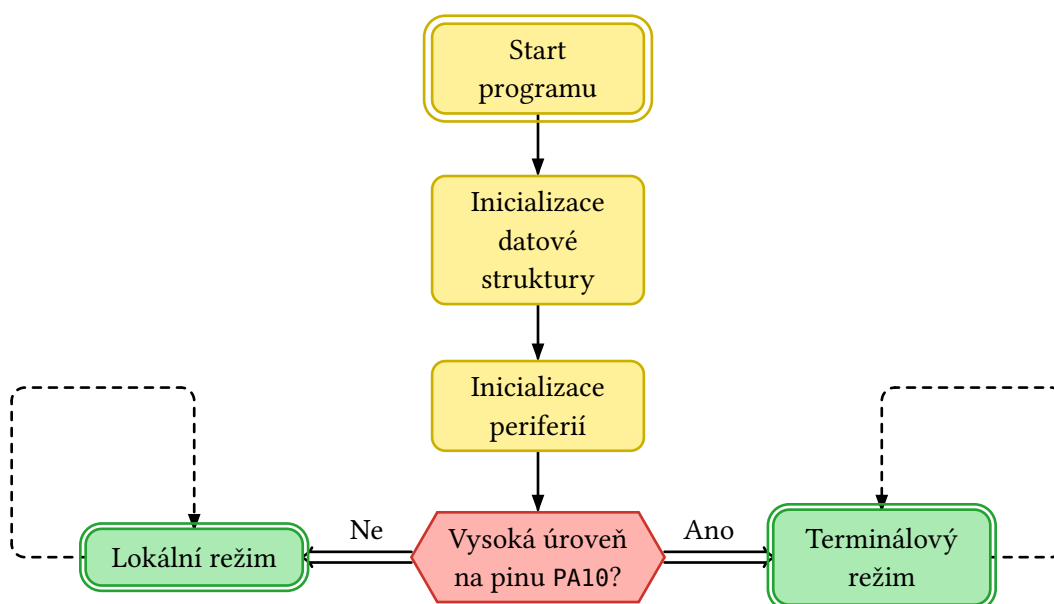 Start
programu
Inicializace
datové
struktury
Inicializace
periferií
Ne
Vysoká úroveň
na pinu PA10?
Ano
Lokální režim
Terminálový
režim